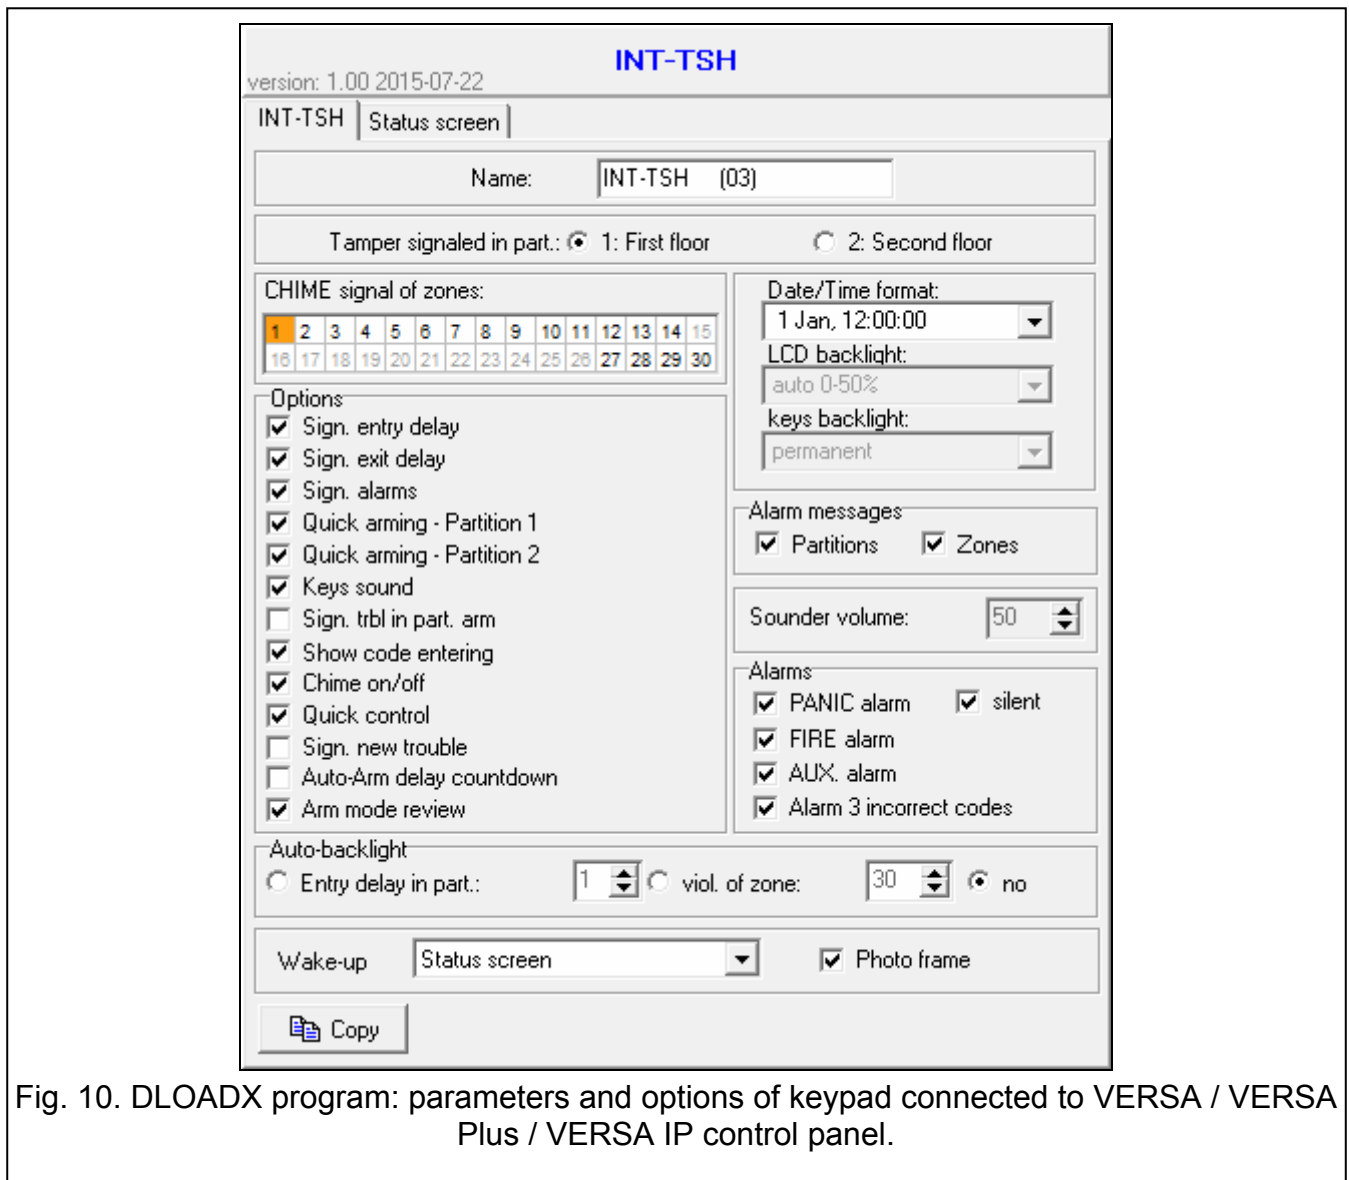 INT-TSH
version: 1.00 2015-07-22
INT-TSH Status screen
Name: INT-TSH (03)
Tamper signaled in part.: 1: First floor 2: Second floor
CHIME signal of zones:
1 2 3 4 5 6 7 8 9 10 11 12 13 14 15
16 17 18 19 20 21 22 23 24 25 26 27 28 29 30
Options
Sign. entry delay
Sign. exit delay
Sign. alarms
Quick arming - Partition 1
Quick arming - Partition 2
Keys sound
Sign. trbl in part. arm
Show code entering
Chime on/off
Quick control
Sign. new trouble
Auto-Arm delay countdown
Arm mode review
Date/Time format:
1 Jan, 12:00:00
LCD backlight:
auto 0-50%
keys backlight:
permanent
Alarm messages
Partitions Zones
Sounder volume: 50
Alarms
PANIC alarm silent
FIRE alarm
AUX. alarm
Alarm 3 incorrect codes
Auto-backlight
Entry delay in part.: 1 viol. of zone: 30 no
Wake-up Status screen Photo frame
Copy
Fig. 10. DLOADX program: parameters and options of keypad connected to VERSA / VERSA
Plus / VERSA IP control panel.